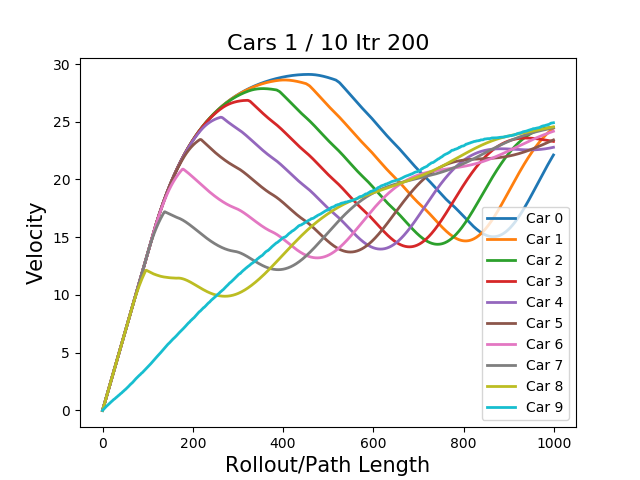 Cars 1 / 10 Itr 200
Velocity
30
25
20
15
10
5
0
0 200 400 600 800 1000
Rollout/Path Length
Car 0
Car 1
Car 2
Car 3
Car 4
Car 5
Car 6
Car 7
Car 8
Car 9